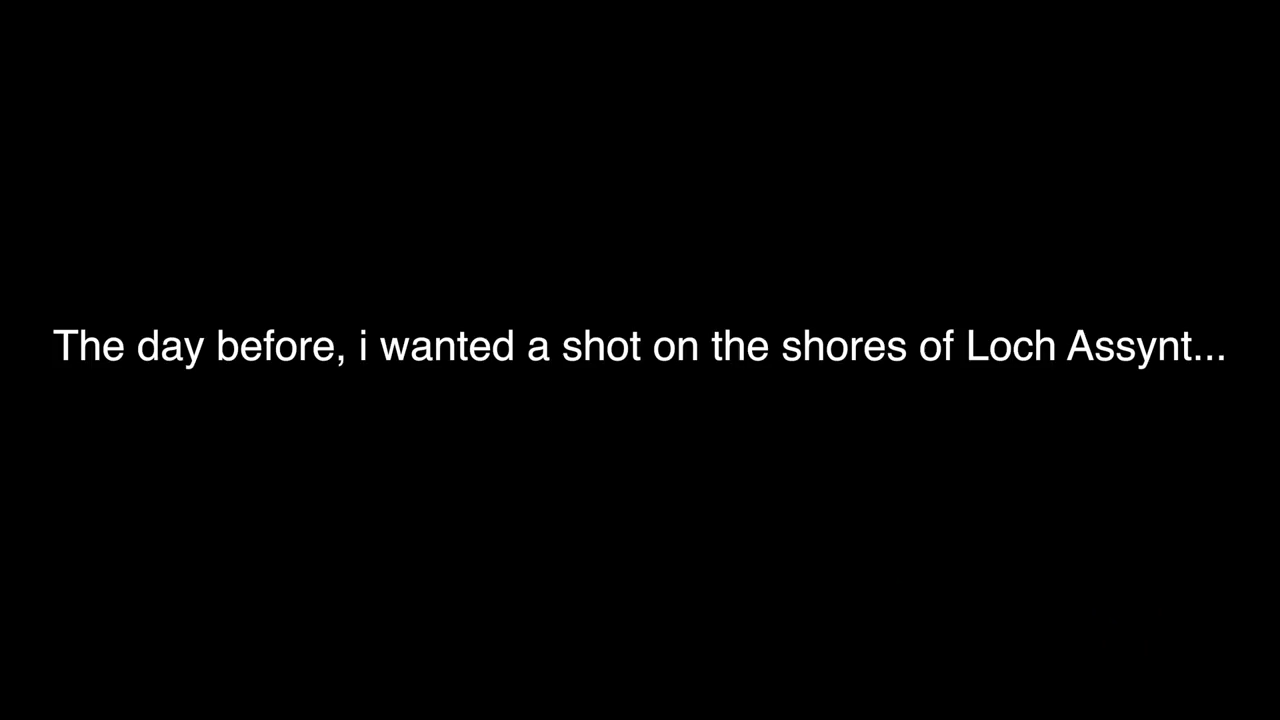 The day before, i wanted a shot on the shores of Loch Assynt...